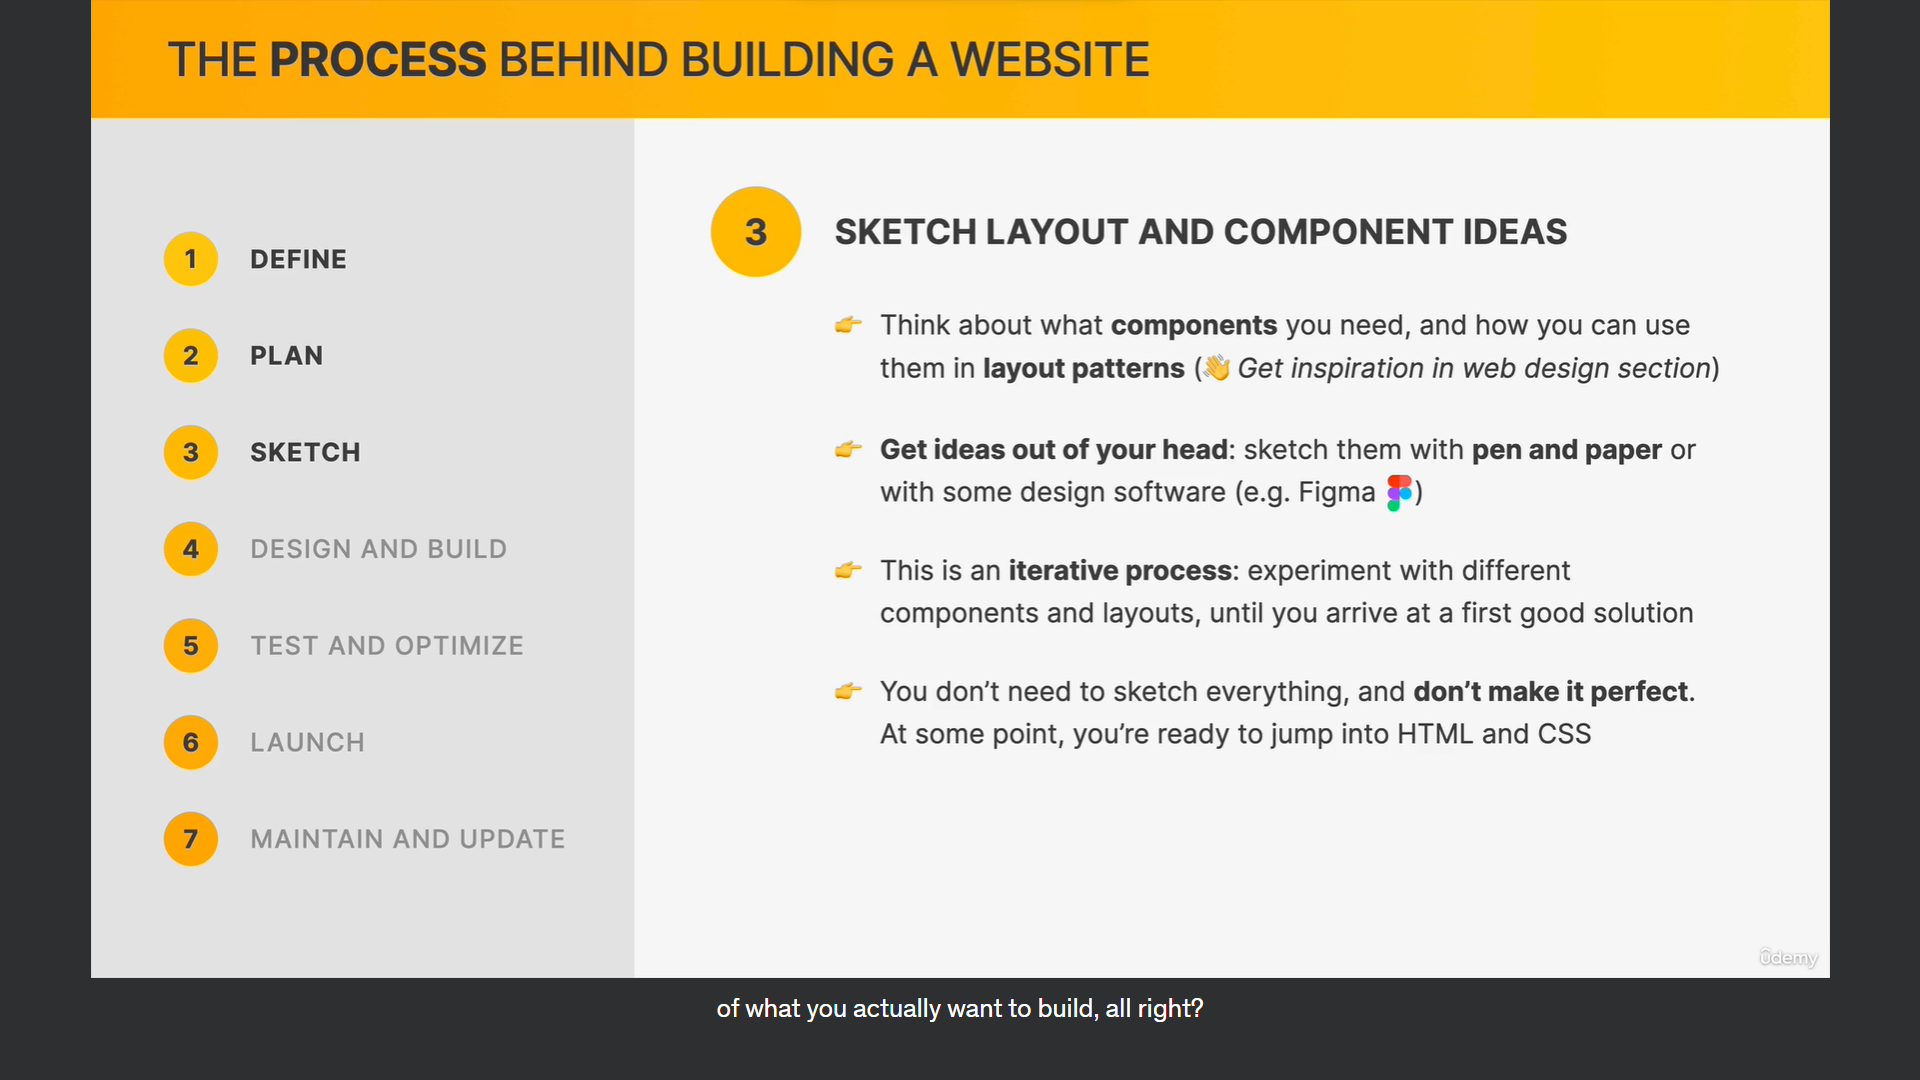 THE PROCESS BEHIND BUILDING A WEBSITE
1 DEFINE
2 PLAN
3 SKETCH
4 DESIGN AND BUILD
5 TEST AND OPTIMIZE
6 LAUNCH
7 MAINTAIN AND UPDATE
3 SKETCH LAYOUT AND COMPONENT IDEAS
👉 Think about what components you need, and how you can use
them in layout patterns (👋 Get inspiration in web design section)
👉 Get ideas out of your head: sketch them with pen and paper or
with some design software (e.g. Figma )
👉 This is an iterative process: experiment with different
components and layouts, until you arrive at a first good solution
👉 You don’t need to sketch everything, and don’t make it perfect.
At some point, you’re ready to jump into HTML and CSS
ûdemy
of what you actually want to build, all right?